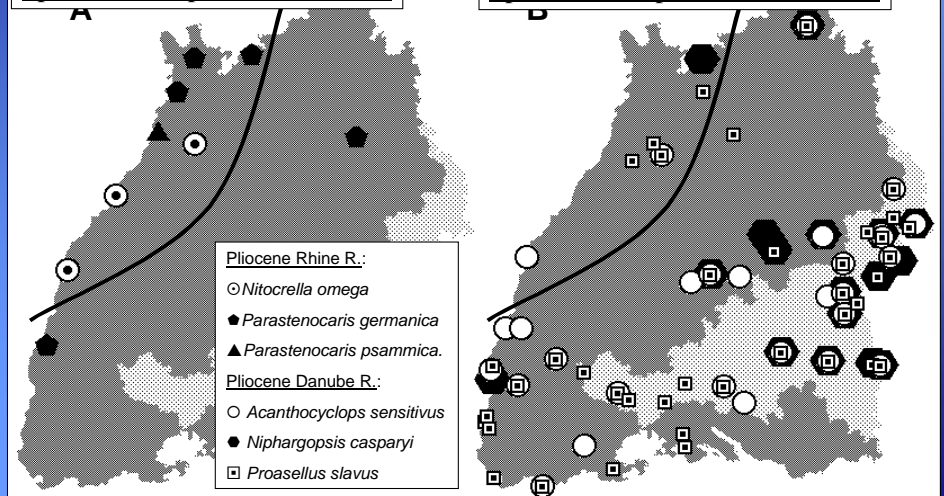 A
B
Pliocene Rhine R.:
Nitocrella omega
Parastenocaris germanica
Parastenocaris psammica.
Pliocene Danube R.:
Acanthocyclops sensitivus
Niphargopsis casparyi
Proasellus slavus